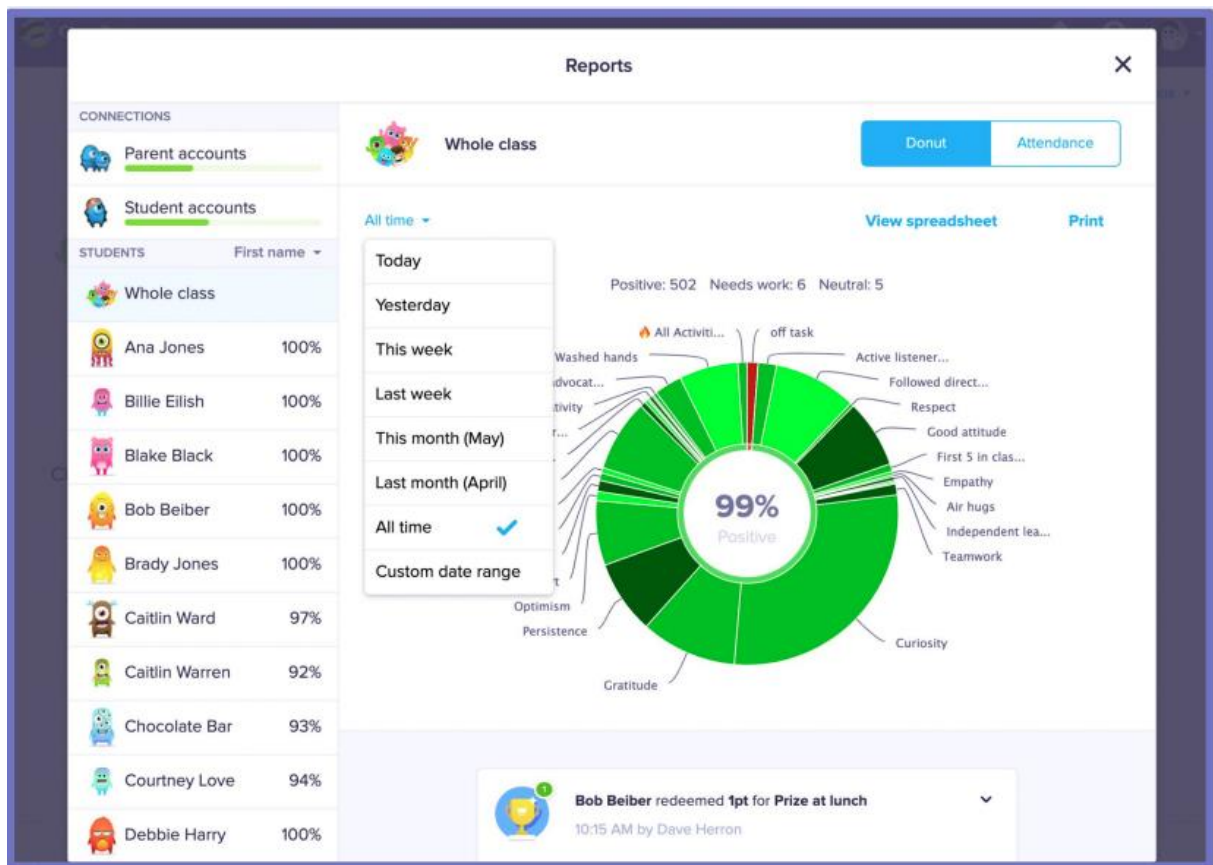 Reports
CONNECTIONS
Parent accounts
Student accounts
STUDENTS First name
Whole class
Ana Jones 100%
Billie Eilish 100%
Blake Black 100%
Bob Beiber 100%
Brady Jones 100%
Caitlin Ward 97%
Caitlin Warren 92%
Chocolate Bar 93%
Courtney Love 94%
Debbie Harry 100%
Whole class
Donut Attendance
All time
View spreadsheet Print
Today
Yesterday
This week
Last week
This month (May)
Last month (April)
All time
Custom date range
Positive: 502 Needs work: 6 Neutral: 5
All Activiti...
off task
Washed hands
Active listener...
Followed direct...
Respect
Good attitude
First 5 in clas...
Empathy
Air hugs
Independent lea...
Teamwork
Curiosity
Gratitude
Persistence
Optimism
99%
Positive
Bob Beiber redeemed 1pt for Prize at lunch
10:15 AM by Dave Herron
1